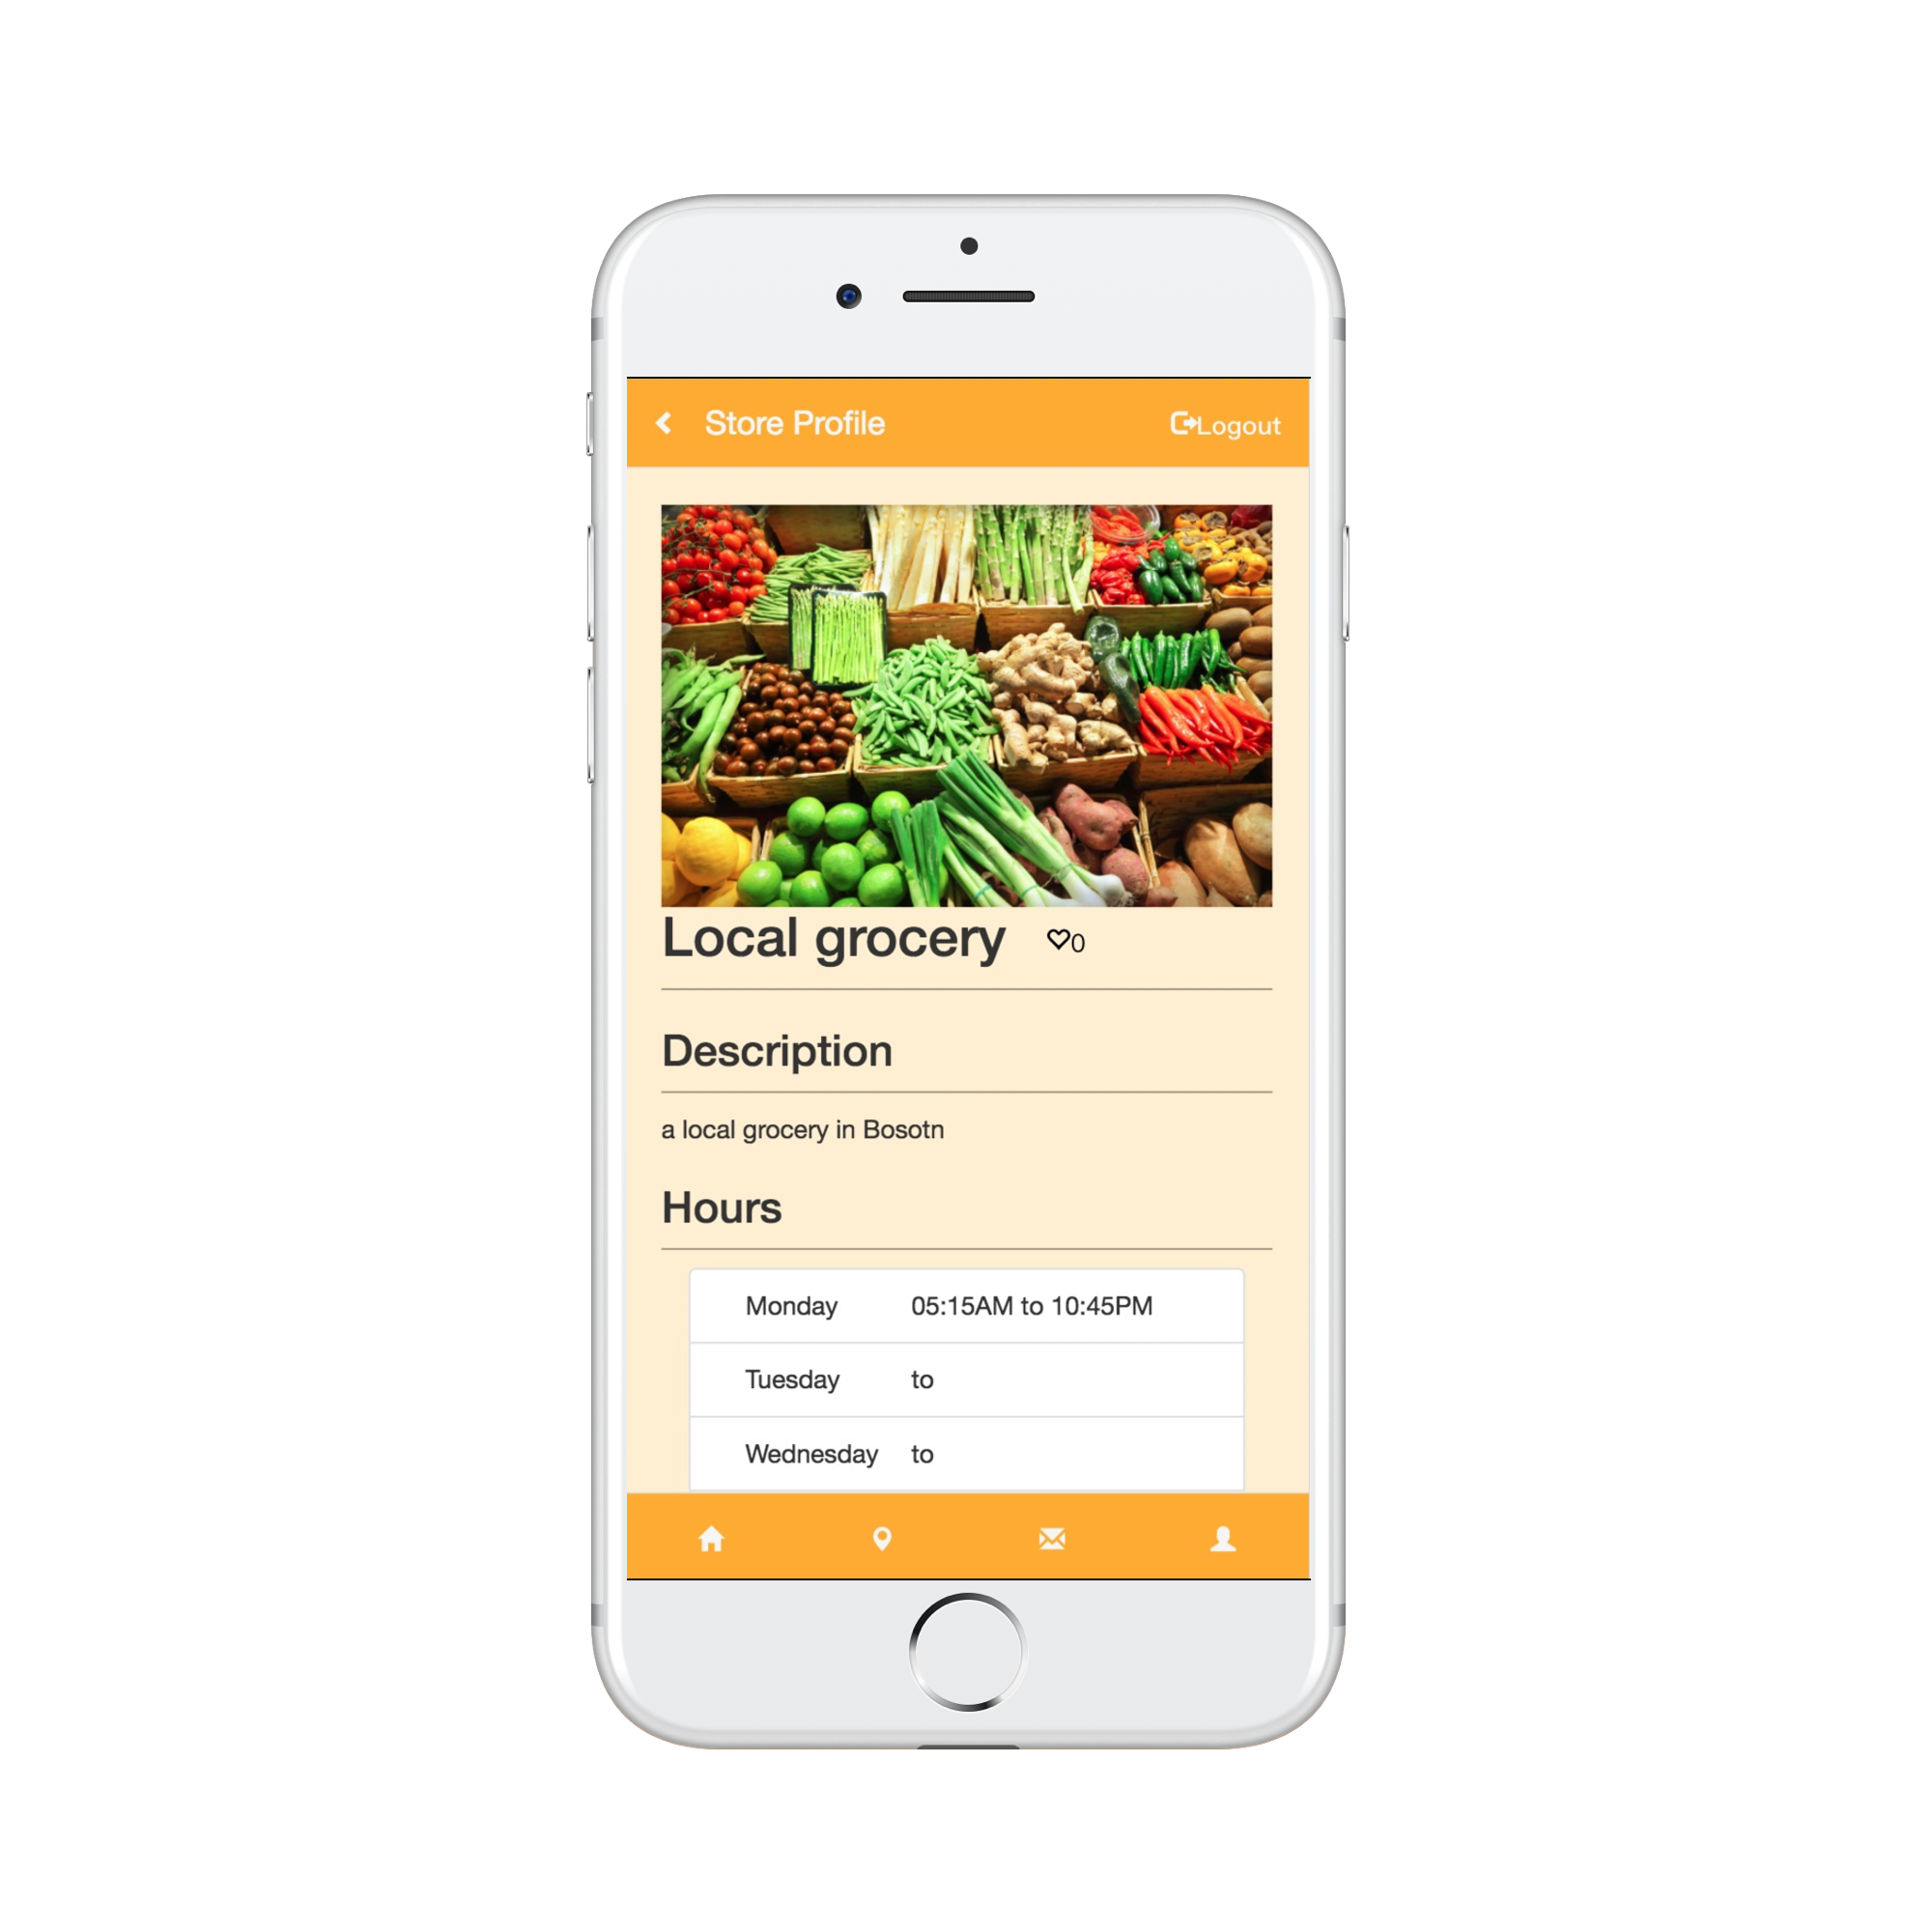 Store Profile
Logout
Local grocery 0
Description
a local grocery in Bosotn
Hours
Monday 05:15AM to 10:45PM
Tuesday to
Wednesday to